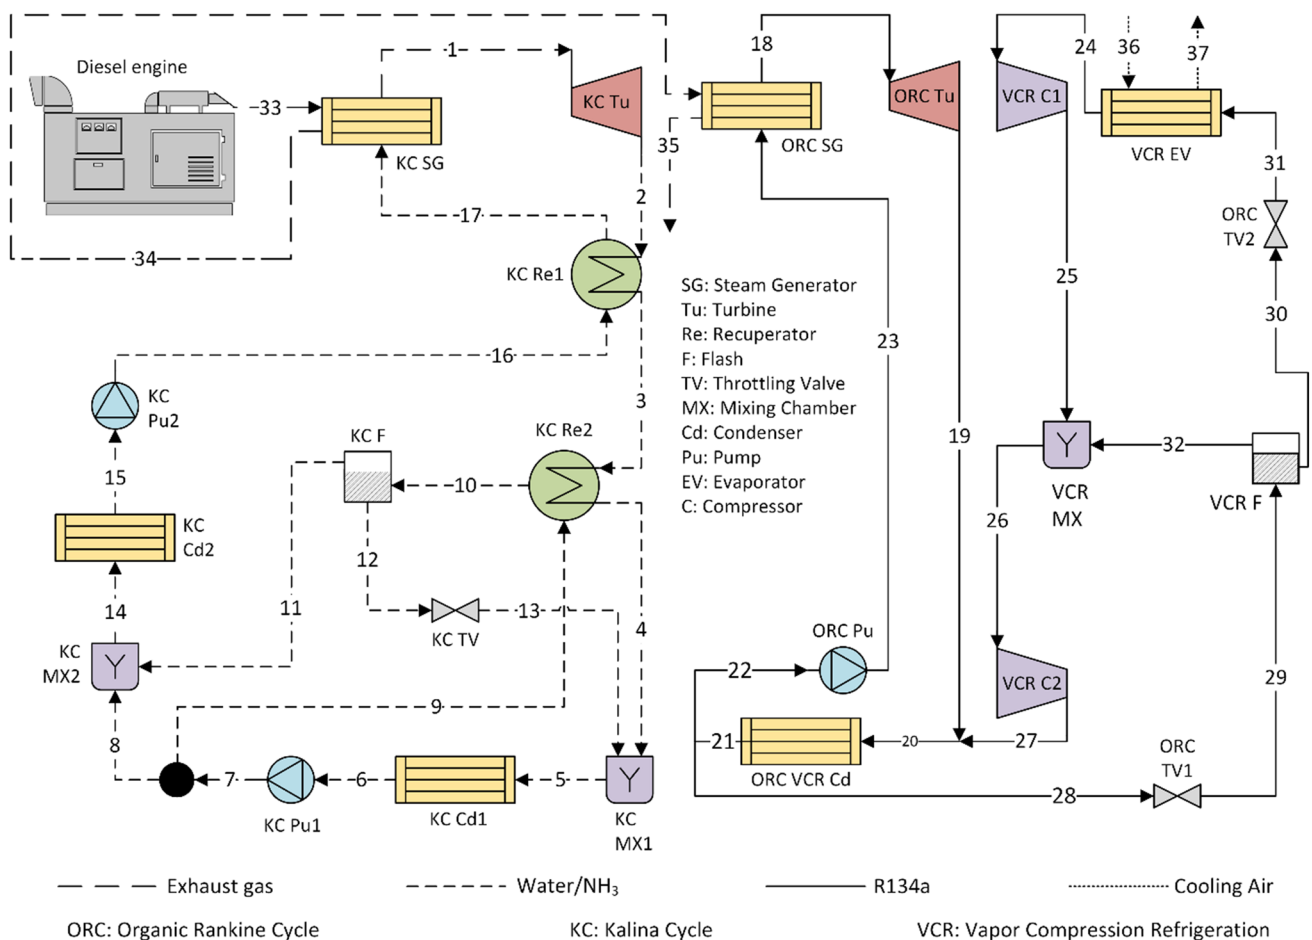 Diesel engine
33
KC SG
1
KC Tu
2
17
34
KC Re1
16
3
KC
Pu2
15
KC
Cd2
14
KC
MX2
8
11
KC F
10
KC Re2
12
13
KC TV
4
9
7
KC Pu1
6
KC Cd1
5
KC
MX1
18
ORC SG
35
ORC Tu
23
19
SG: Steam Generator
Tu: Turbine
Re: Recuperator
F: Flash
TV: Throttling Valve
MX: Mixing Chamber
Cd: Condenser
Pu: Pump
EV: Evaporator
C: Compressor
24
36
37
VCR C1
VCR EV
31
ORC
TV2
25
30
32
VCR
MX
VCR F
26
ORC Pu
22
VCR C2
29
21
20
27
ORC VCR Cd
28
ORC
TV1
Exhaust gas
Water/NH₃
R134a
Cooling Air
ORC: Organic Rankine Cycle
KC: Kalina Cycle
VCR: Vapor Compression Refrigeration